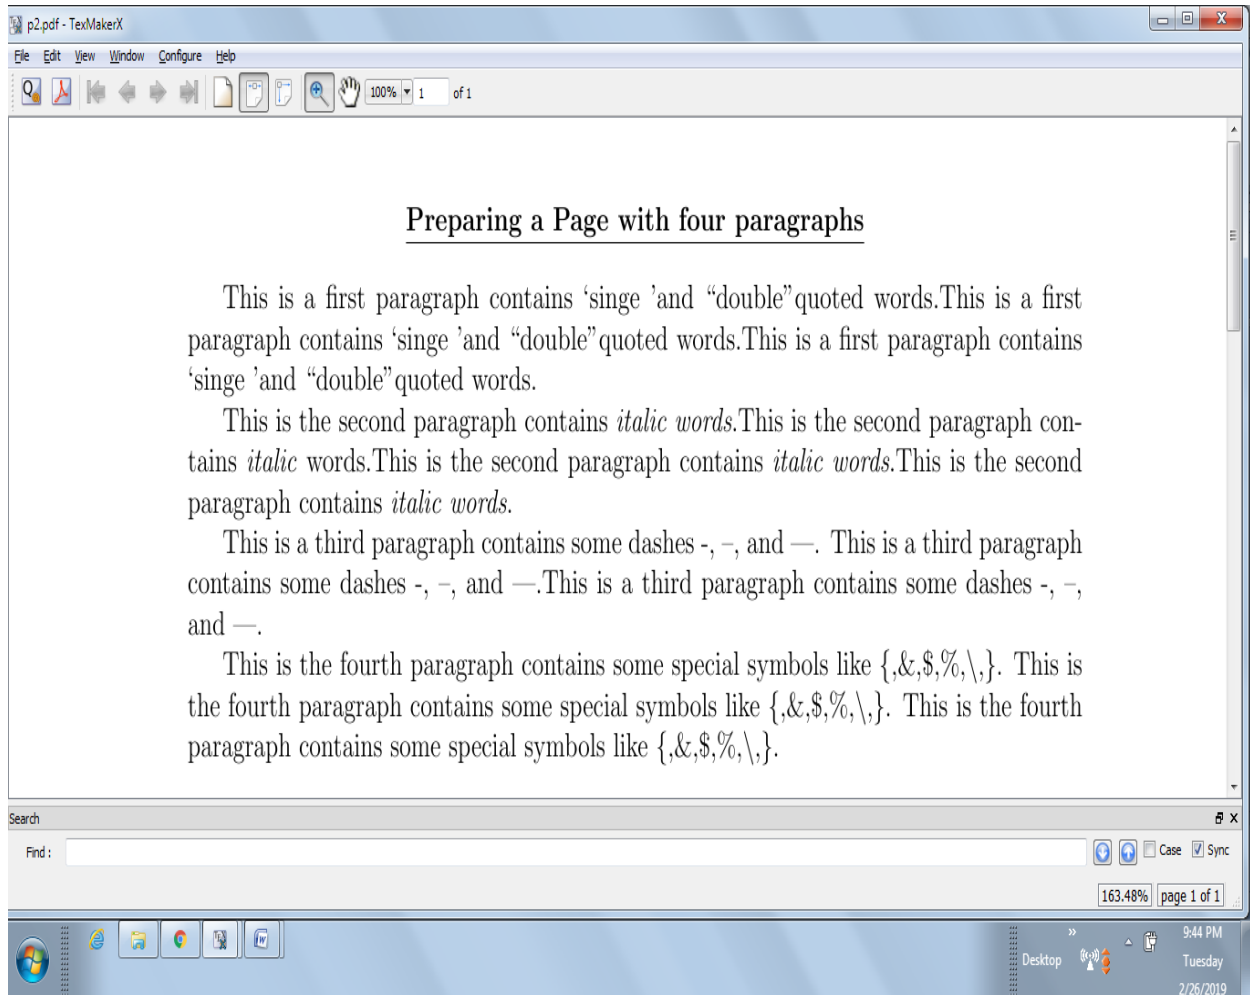 p2.pdf - TexMakerX
File Edit View Window Configure Help
100% 1 of 1
Preparing a Page with four paragraphs
This is a first paragraph contains ‘singe ’and “double”quoted words.This is a first
paragraph contains ‘singe ’and “double”quoted words.This is a first paragraph contains
‘singe ’and “double”quoted words.
This is the second paragraph contains italic words.This is the second paragraph con-
tains italic words.This is the second paragraph contains italic words.This is the second
paragraph contains italic words.
This is a third paragraph contains some dashes -, –, and —. This is a third paragraph
contains some dashes -, –, and —.This is a third paragraph contains some dashes -, –,
and —.
This is the fourth paragraph contains some special symbols like {,&,$,%,\,}. This is
the fourth paragraph contains some special symbols like {,&,$,%,\,}. This is the fourth
paragraph contains some special symbols like {,&,$,%,\,}.
Search
Find :
Case Sync
163.48% page 1 of 1
9:44 PM
Desktop
Tuesday
2/26/2019